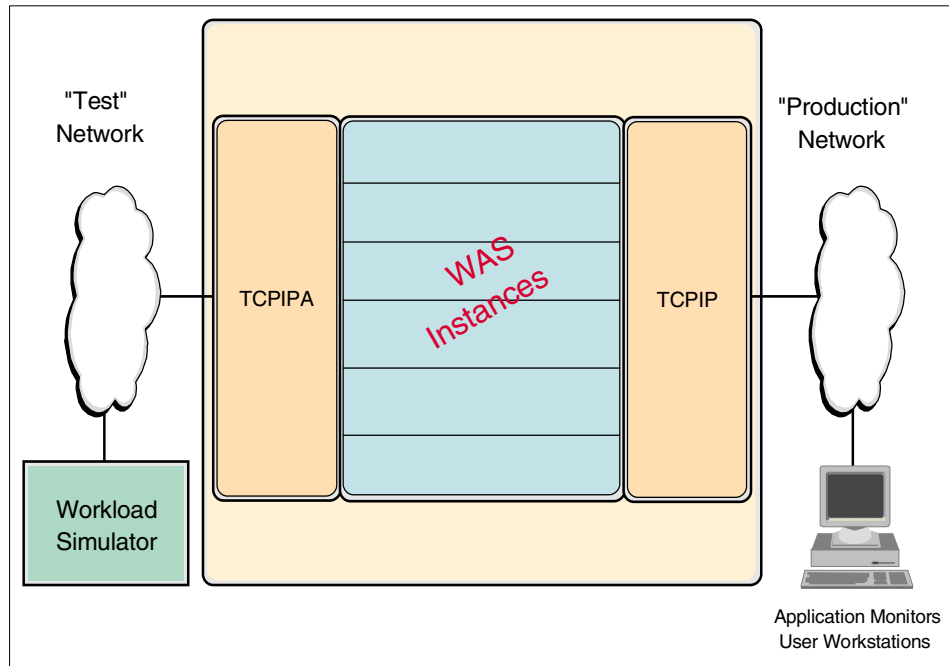 "Test"
Network
"Production"
Network
TCPIPA
WAS
Instances
TCPIP
Workload
Simulator
Application Monitors
User Workstations